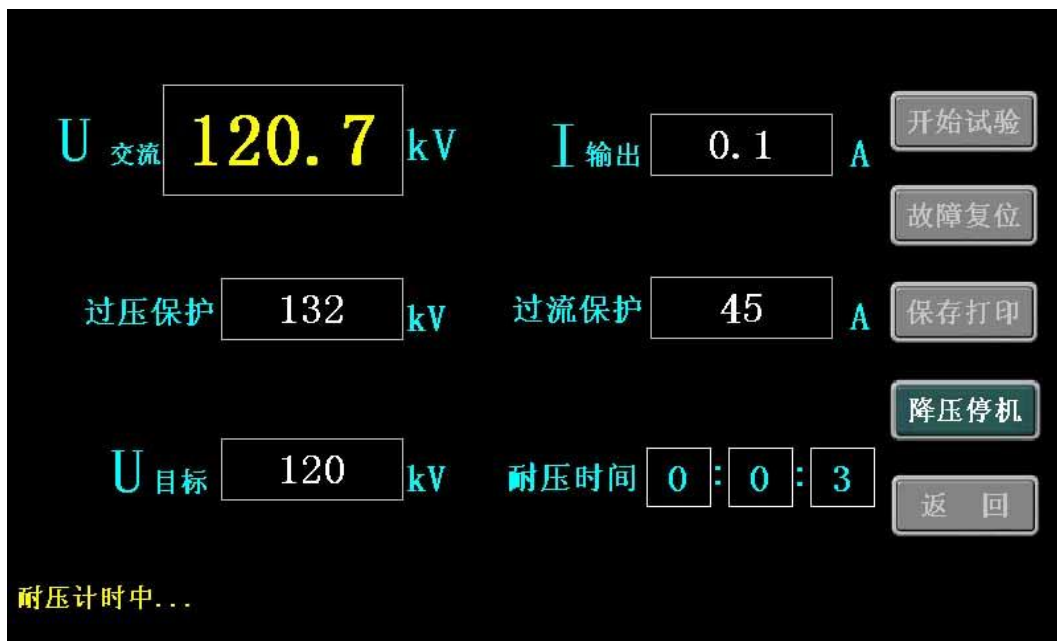 U 交流 120.7 kV I 输出 0.1 A
开始试验
故障复位
过压保护 132 kV 过流保护 45 A
保存打印
降压停机
U 目标 120 kV 耐压时间 0 : 0 : 3
返 回
耐压计时中...